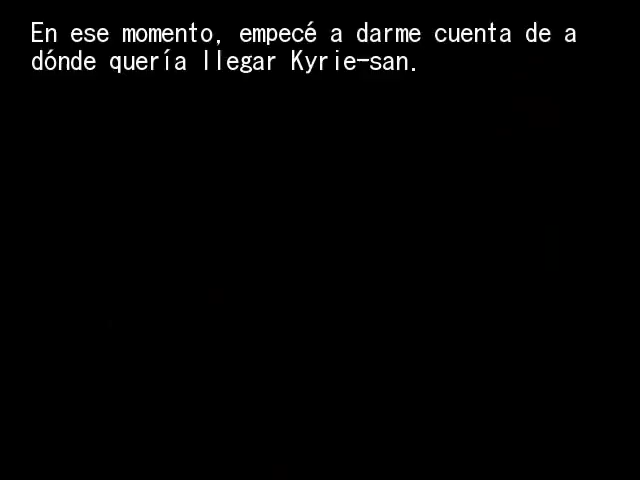 En ese momento, empecé a darme cuenta de a
dónde quería llegar Kyrie-san.